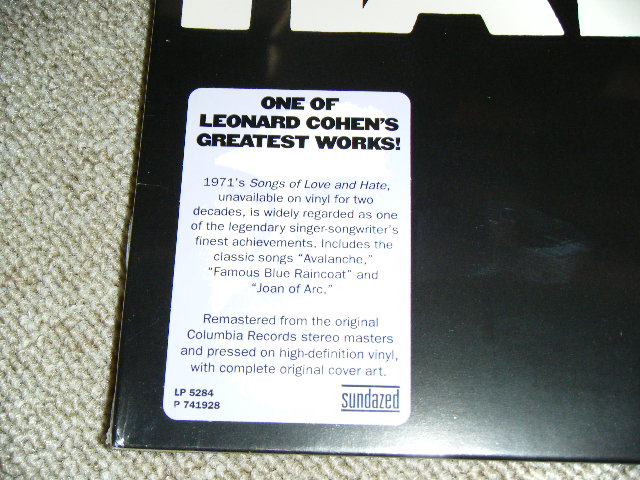 ONE OF
LEONARD COHEN'S
GREATEST WORKS!
1971's Songs of Love and Hate,
unavailable on vinyl for two
decades, is widely regarded as one
of the legendary singer-songwriter's
finest achievements. Includes the
classic songs "Avalanche,"
"Famous Blue Raincoat" and
"Joan of Arc."
Remastered from the original
Columbia Records stereo masters
and pressed on high-definition vinyl,
with complete original cover art.
LP 5284
P 741928
sundazed